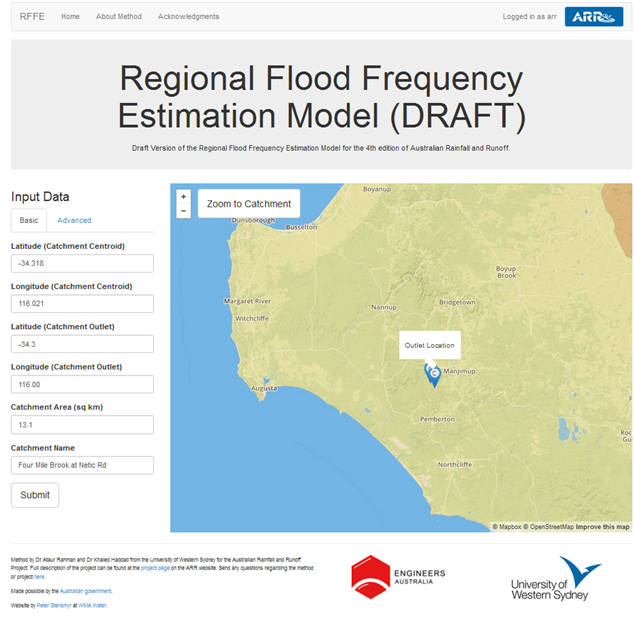 RFFE Home About Method Acknowledgments Logged in as arr ARR
Regional Flood Frequency
Estimation Model (DRAFT)
Draft Version of the Regional Flood Frequency Estimation Model for the 4th edition of Australian Rainfall and Runoff.
Input Data
Basic Advanced
Latitude (Catchment Centroid)
-34.318
Longitude (Catchment Centroid)
116.021
Latitude (Catchment Outlet)
-34.3
Longitude (Catchment Outlet)
116.00
Catchment Area (sq km)
13.1
Catchment Name
Four Mile Brook at Netic Rd
Submit
+
−
Zoom to Catchment
Boyanup
Dunsborough
Busselton
Boyup
Brook
Margaret River
Nannup
Bridgetown
Witchcliffe
Outlet Location
Manjimup
Augusta
Pemberton
Northcliffe
© Mapbox © OpenStreetMap Improve this map
Method by Dr Ataur Rahman and Dr Khaled Haddad from the University of Western Sydney for the Australian Rainfall and Runoff
Project. Full description of the project can be found at the project page on the ARR website. Send any questions regarding the method
or project here.
Made possible by the Australian government.
Website by Peter Stensmyr at WMA Water.
ENGINEERS
AUSTRALIA
University of
Western Sydney